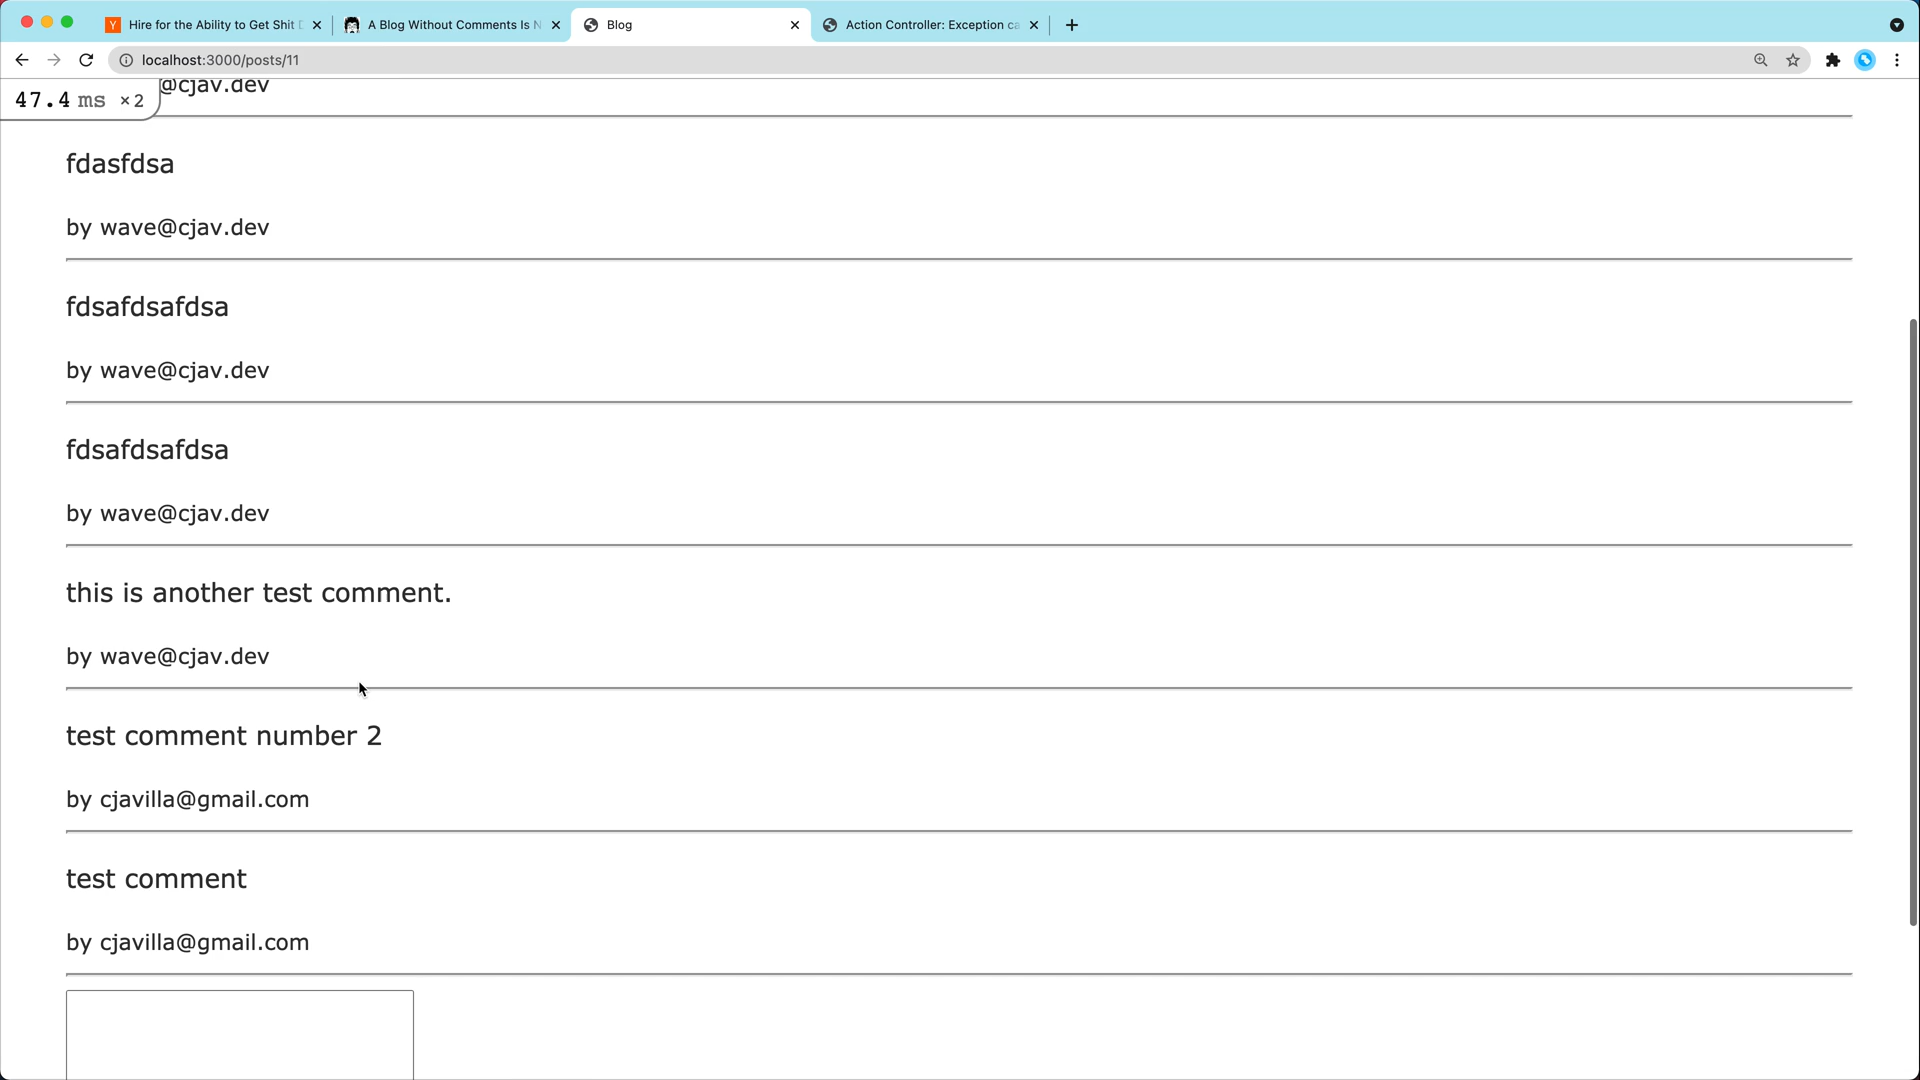 Hire for the Ability to Get Shit
A Blog Without Comments Is N
Blog
Action Controller: Exception ca
localhost:3000/posts/11
@cjav.dev
47.4 ms ×2
fdasfdsa
by wave@cjav.dev
fdsafdsafdsa
by wave@cjav.dev
fdsafdsafdsa
by wave@cjav.dev
this is another test comment.
by wave@cjav.dev
test comment number 2
by cjavilla@gmail.com
test comment
by cjavilla@gmail.com